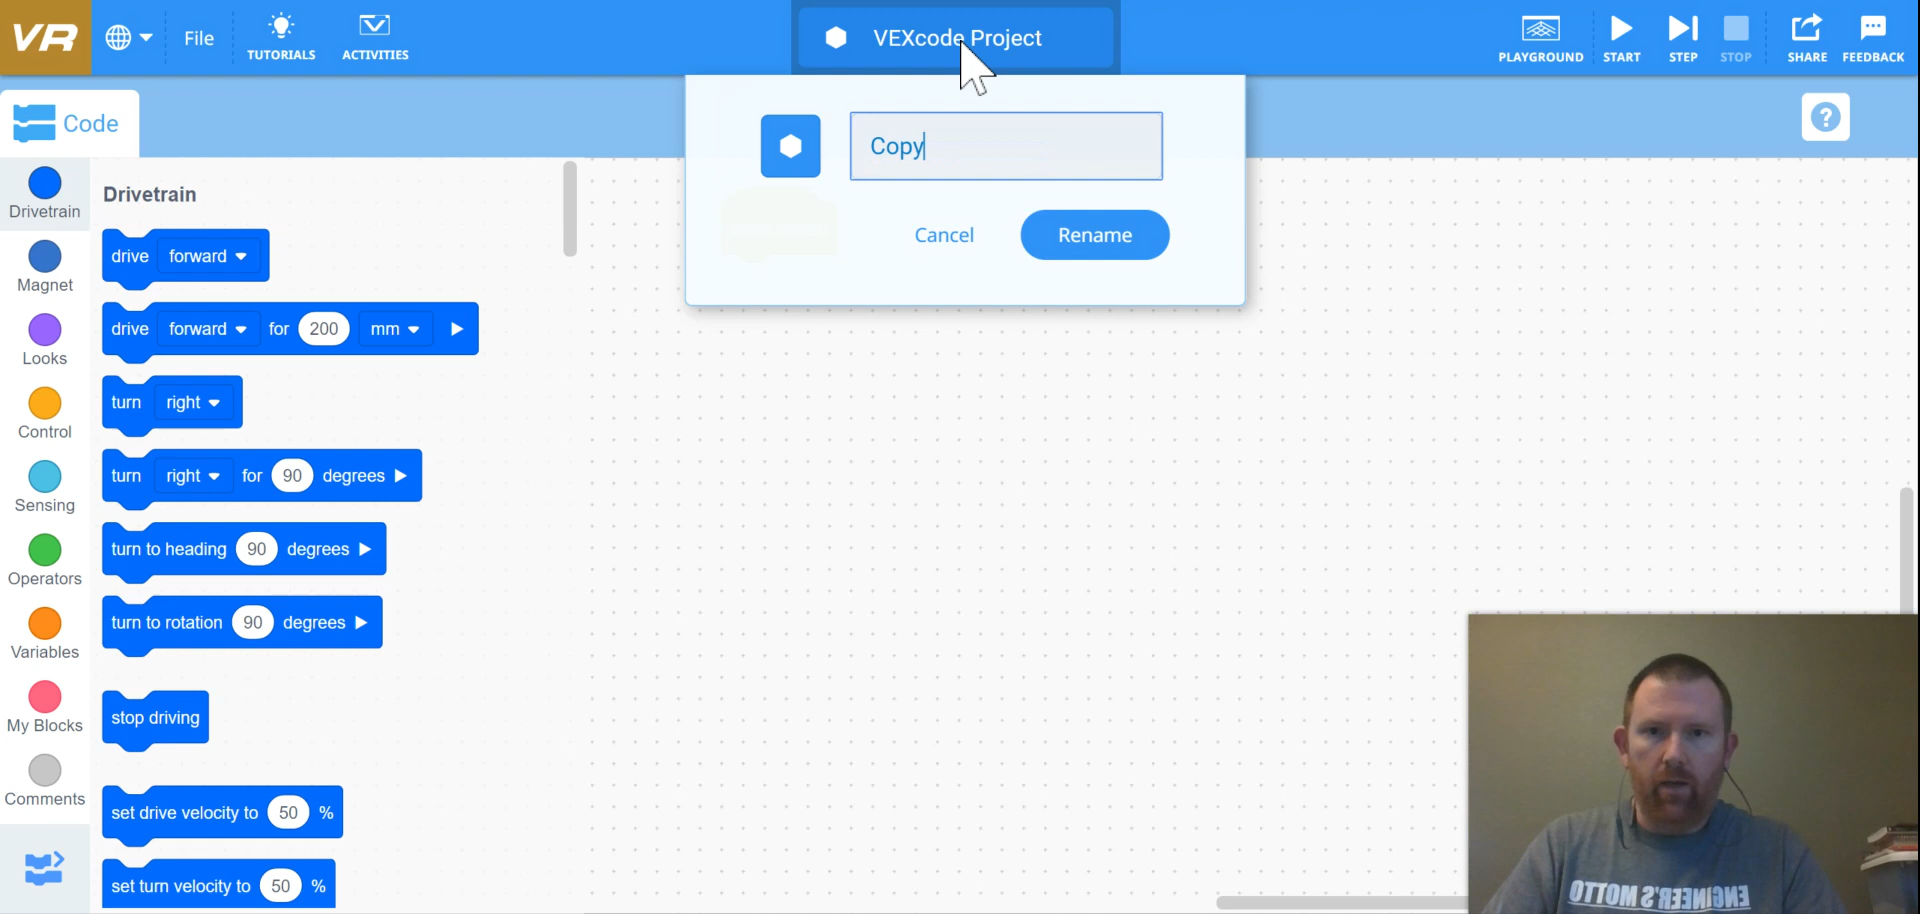 VR
File
TUTORIALS
ACTIVITIES
VEXcode Project
PLAYGROUND
START
STEP
STOP
SHARE
FEEDBACK
Code
?
Copy
Cancel
Rename
Drivetrain
Magnet
Looks
Control
Sensing
Operators
Variables
My Blocks
Comments
Drivetrain
drive forward
drive forward for 200 mm
turn right
turn right for 90 degrees
turn to heading 90 degrees
turn to rotation 90 degrees
stop driving
set drive velocity to 50 %
set turn velocity to 50 %
ENGINEER'S MOTTO